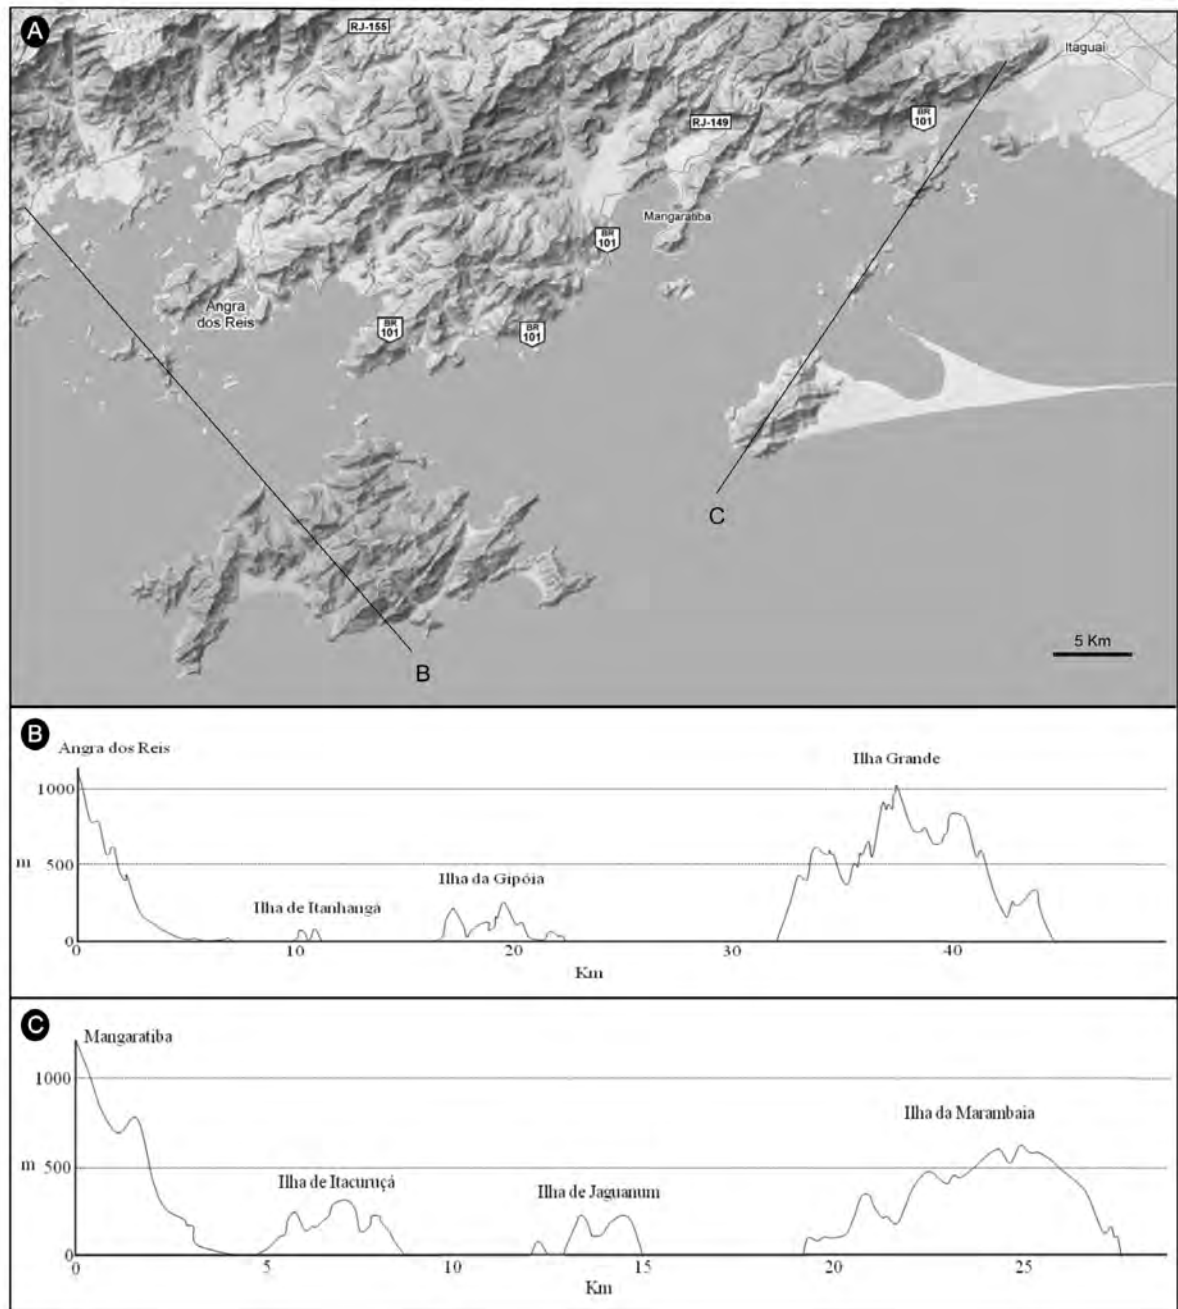 A
RJ-155
Itaguaí
BR
101
RJ-149
Mangaratiba
BR
101
Angra
dos Reis
BR
101
BR
101
C
5 Km
B
B
Angra dos Reis
Ilha Grande
1000
m
500
Ilha da Gipóia
Ilha de Itanhangá
0
0
10
20
30
40
Km
C
Mangaratiba
1000
Ilha da Marambaia
m
500
Ilha de Itacuruçá
Ilha de Jaguanum
0
0
5
10
15
20
25
Km